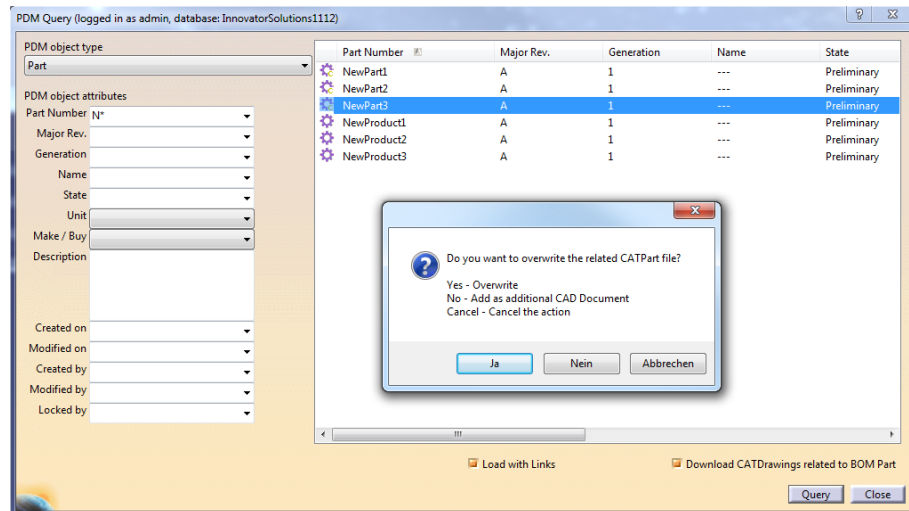 PDM Query (logged in as admin, database: InnovatorSolutions1112)
PDM object type
Part
PDM object attributes
Part Number N*
Major Rev.
Generation
Name
State
Unit
Make / Buy
Description
Created on
Modified on
Created by
Modified by
Locked by
Part Number Major Rev. Generation Name State
NewPart1 A 1 --- Preliminary
NewPart2 A 1 --- Preliminary
NewPart3 A 1 --- Preliminary
NewProduct1 A 1 --- Preliminary
NewProduct2 A 1 --- Preliminary
NewProduct3 A 1 --- Preliminary
Do you want to overwrite the related CATPart file?
Yes - Overwrite
No - Add as additional CAD Document
Cancel - Cancel the action
Ja Nein Abbrechen
Load with Links Download CATDrawings related to BOM Part
Query Close